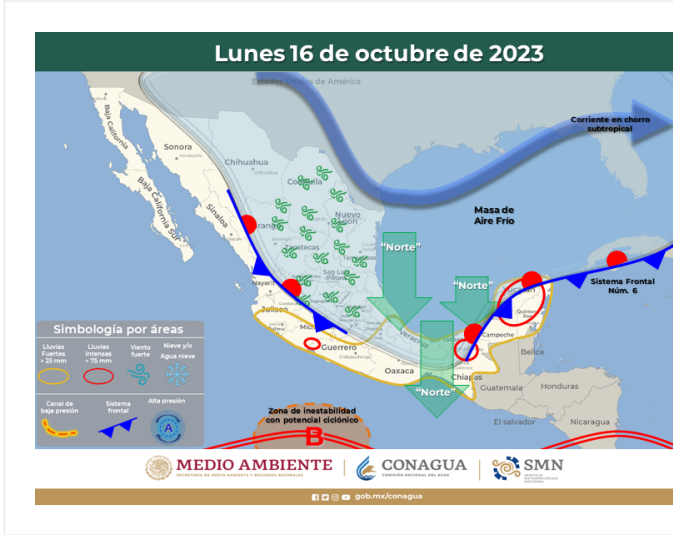 Lunes 16 de octubre de 2023
Estados Unidos de América
Corriente en chorro
subtropical
Baja California
Sonora
Chihuahua
Chihuahua
Coahuila
Baja California Sur
Sinaloa
Nuevo
León
Masa de
Aire Frío
Durango
"Norte"
Zacatecas
Tamaulipas
San Luis
Potosí
Nayarit
"Norte"
Sistema Frontal
Núm. 6
Yucatán
Quintana
Roo
Jalisco
Veracruz
Campeche
Guerrero
Oaxaca
Chiapas
Belice
"Norte"
Guatemala
Honduras
El salvador
Nicaragua
Simbología por áreas
Lluvias
Fuertes
> 25 mm
Lluvias
Intensas
> 75 mm
Viento
fuerte
Nieve y/o
Agua nieve
Canal de
baja presión
Sistema
frontal
Alta presión
A
Zona de inestabilidad
con potencial ciclónico
B
MEDIO AMBIENTE
SECRETARÍA DE MEDIO AMBIENTE Y RECURSOS NATURALES
CONAGUA
COMISIÓN NACIONAL DEL AGUA
SMN
SERVICIO
METEOROLÓGICO
NACIONAL
gob.mx/conagua